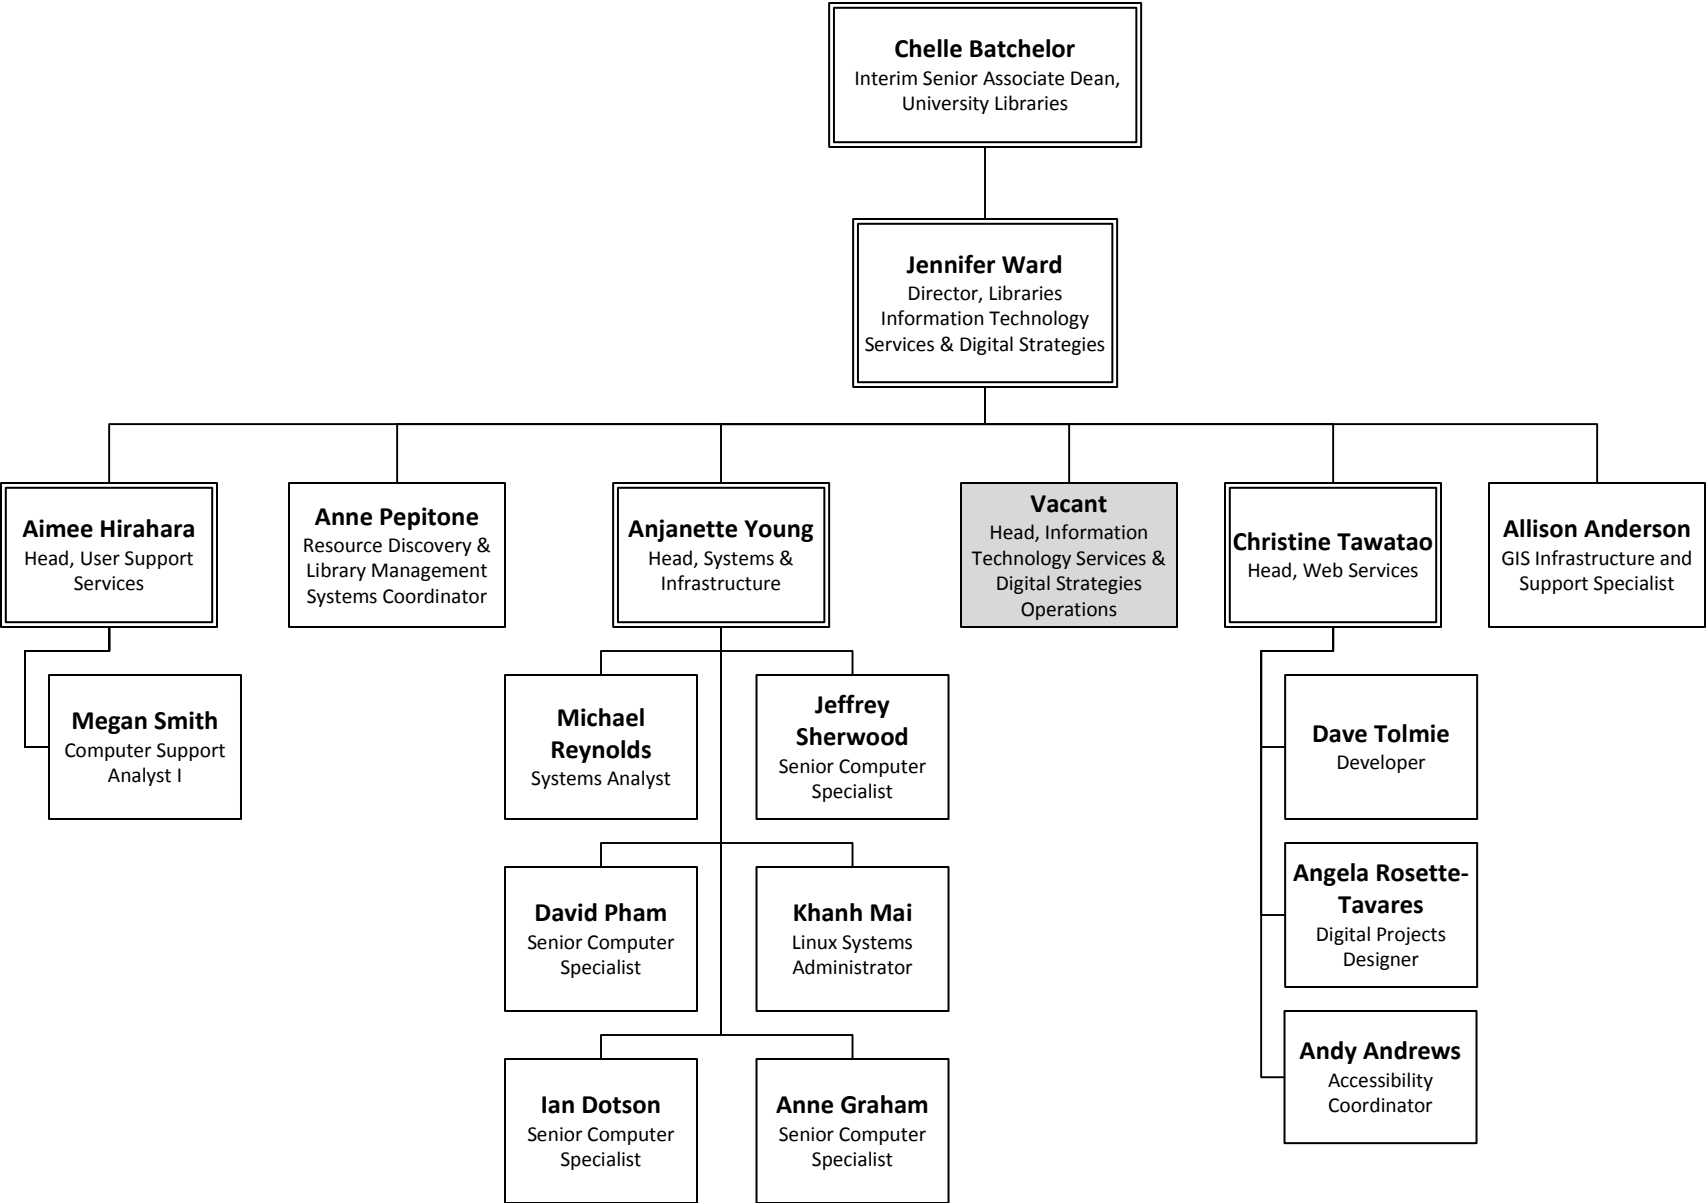 Chelle Batchelor
Interim Senior Associate Dean,
University Libraries
Jennifer Ward
Director, Libraries
Information Technology
Services & Digital Strategies
Aimee Hirahara
Head, User Support
Services
Anne Pepitone
Resource Discovery &
Library Management
Systems Coordinator
Anjanette Young
Head, Systems &
Infrastructure
Vacant
Head, Information
Technology Services &
Digital Strategies
Operations
Christine Tawatao
Head, Web Services
Allison Anderson
GIS Infrastructure and
Support Specialist
Megan Smith
Computer Support
Analyst I
Michael
Reynolds
Systems Analyst
Jeffrey
Sherwood
Senior Computer
Specialist
Dave Tolmie
Developer
David Pham
Senior Computer
Specialist
Khanh Mai
Linux Systems
Administrator
Angela Rosette-
Tavares
Digital Projects
Designer
Ian Dotson
Senior Computer
Specialist
Anne Graham
Senior Computer
Specialist
Andy Andrews
Accessibility
Coordinator